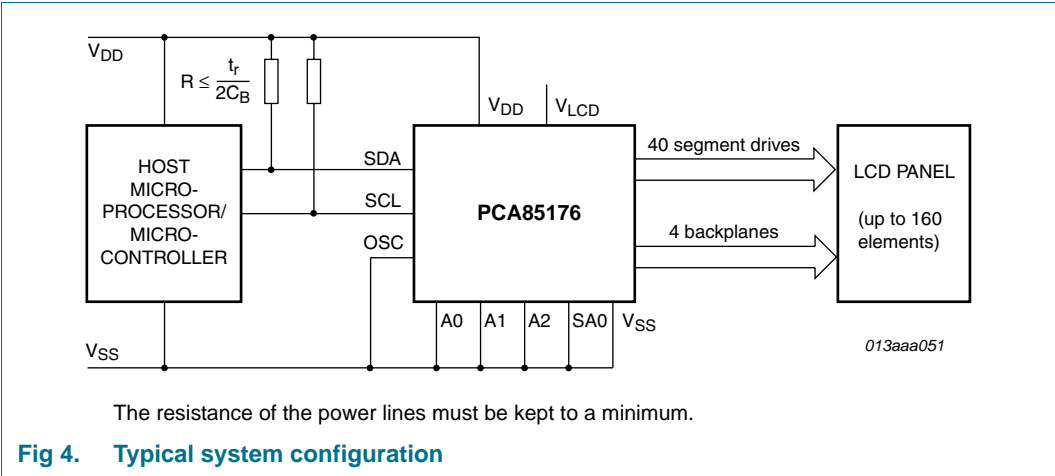 VDD
R ≤ tr
2CB
VDD
VLCD
HOST
MICRO-
PROCESSOR/
MICRO-
CONTROLLER
SDA
SCL
OSC
PCA85176
40 segment drives
4 backplanes
LCD PANEL
(up to 160
elements)
A0 A1 A2 SA0 VSS
VSS
013aaa051
The resistance of the power lines must be kept to a minimum.
Fig 4. Typical system configuration